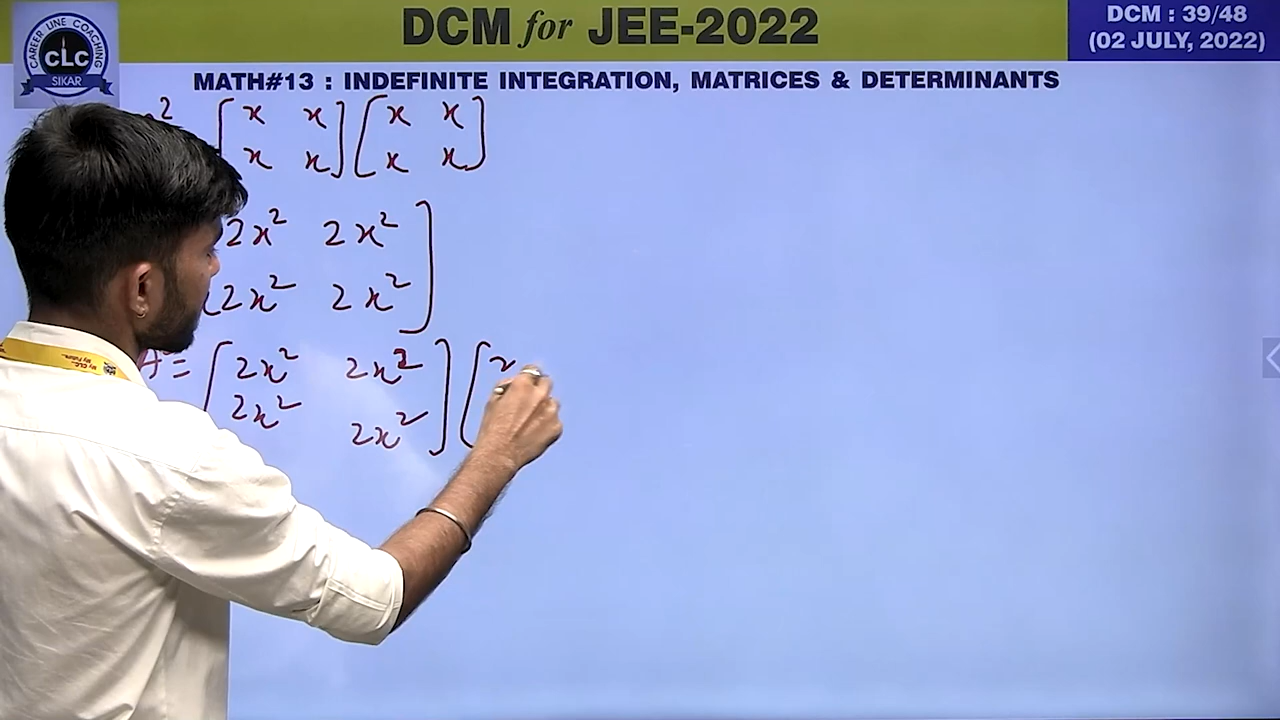 DCM for JEE-2022
DCM : 39/48
(02 JULY, 2022)
CAREER LINE COACHING
CLC
SIKAR
MATH#13 : INDEFINITE INTEGRATION, MATRICES & DETERMINANTS
2 [x x] [x x]
[x x] [x x]
2x² 2x²]
2x² 2x²]
= [2x² 2x²] [x
[2x² 2x²] [